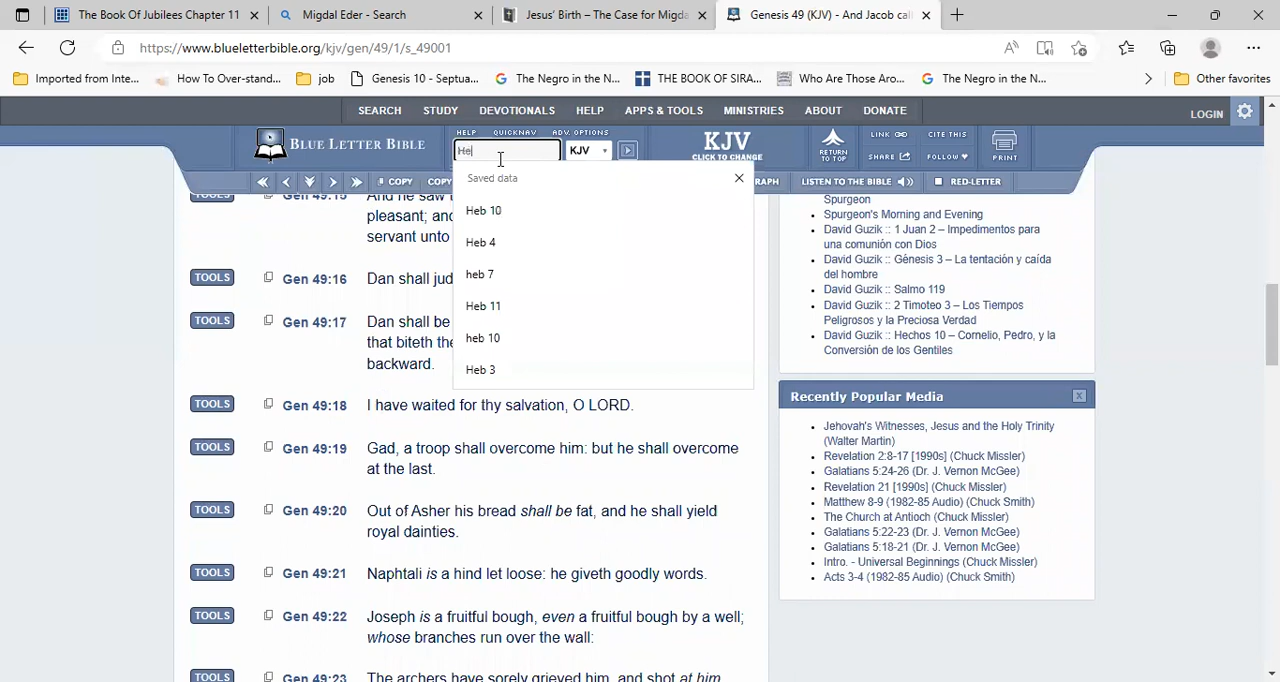 The Book Of Jubilees Chapter 11
Migdal Eder - Search
Jesus' Birth – The Case for Migda
Genesis 49 (KJV) - And Jacob cal
https://www.blueletterbible.org/kjv/gen/49/1/s_49001
Imported from Inte...
How To Over-stand...
job
Genesis 10 - Septua...
The Negro in the N...
THE BOOK OF SIRA...
Who Are Those Aro...
The Negro in the N...
Other favorites
SEARCH STUDY DEVOTIONALS HELP APPS & TOOLS MINISTRIES ABOUT DONATE
LOGIN
BLUE LETTER BIBLE
HELP QUICKNAV ADV. OPTIONS
He
KJV
KJV
CLICK TO CHANGE
RETURN
TO TOP
LINK
SHARE
CITE THIS
FOLLOW
PRINT
COPY
COPY
RAPH
LISTEN TO THE BIBLE
RED-LETTER
Saved data
Heb 10
Heb 4
heb 7
Heb 11
heb 10
Heb 3
TOOLS Gen 49:15 And he saw t
pleasant; and
servant unto
TOOLS Gen 49:16 Dan shall jud
TOOLS Gen 49:17 Dan shall be
that biteth the
backward.
TOOLS Gen 49:18 I have waited for thy salvation, O LORD.
TOOLS Gen 49:19 Gad, a troop shall overcome him: but he shall overcome
at the last.
TOOLS Gen 49:20 Out of Asher his bread shall be fat, and he shall yield
royal dainties.
TOOLS Gen 49:21 Naphtali is a hind let loose: he giveth goodly words.
TOOLS Gen 49:22 Joseph is a fruitful bough, even a fruitful bough by a well;
whose branches run over the wall:
TOOLS Gen 49:23 The archers have sorely grieved him, and shot at him
Spurgeon
Spurgeon's Morning and Evening
David Guzik :: 1 Juan 2 – Impedimentos para
una comunión con Dios
David Guzik :: Génesis 3 – La tentación y caída
del hombre
David Guzik :: Salmo 119
David Guzik :: 2 Timoteo 3 – Los Tiempos
Peligrosos y la Preciosa Verdad
David Guzik :: Hechos 10 – Cornelio, Pedro, y la
Conversión de los Gentiles
Recently Popular Media
Jehovah's Witnesses, Jesus and the Holy Trinity
(Walter Martin)
Revelation 2:8-17 [1990s] (Chuck Missler)
Galatians 5:24-26 (Dr. J. Vernon McGee)
Revelation 21 [1990s] (Chuck Missler)
Matthew 8-9 (1982-85 Audio) (Chuck Smith)
The Church at Antioch (Chuck Missler)
Galatians 5:22-23 (Dr. J. Vernon McGee)
Galatians 5:18-21 (Dr. J. Vernon McGee)
Intro. - Universal Beginnings (Chuck Missler)
Acts 3-4 (1982-85 Audio) (Chuck Smith)